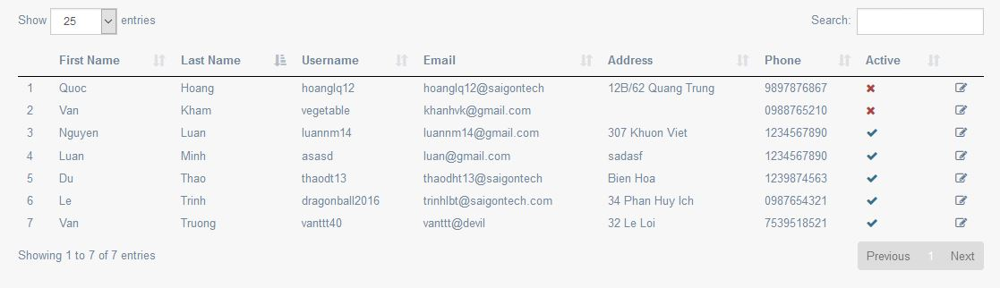 Show 25 entries Search:
First Name Last Name Username Email Address Phone Active
1 Quoc Hoang hoanglq12 hoanglq12@saigontech 12B/62 Quang Trung 9897876867
2 Van Kham vegetable khanhvk@gmail.com 0988765210
3 Nguyen Luan luannm14 luannm14@gmail.com 307 Khuon Viet 1234567890
4 Luan Minh asasd luan@gmail.com sadasf 1234567890
5 Du Thao thaodt13 thaodht13@saigontech Bien Hoa 1239874563
6 Le Trinh dragonball2016 trinhlbt@saigontech.com 34 Phan Huy Ich 0987654321
7 Van Truong vanttt40 vanttt@devil 32 Le Loi 7539518521
Showing 1 to 7 of 7 entries Previous 1 Next